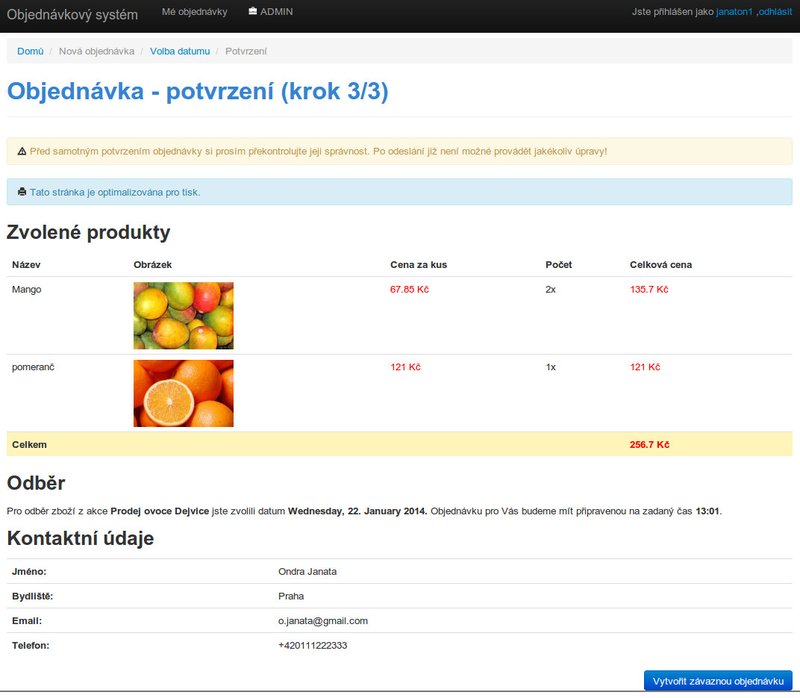 Objednávkový systém Mé objednávky ADMIN Jste přihlášen jako janaton1 ,odhlásit
Domů / Nová objednávka / Volba datumu / Potvrzení
Objednávka - potvrzení (krok 3/3)
Před samotným potvrzením objednávky si prosím překontrolujte jeji správnost. Po odeslání již není možné provádět jakékoliv úpravy!
Tato stránka je optimalizována pro tisk.
Zvolené produkty
Název Obrázek Cena za kus Počet Celková cena
Mango 67.85 Kč 2x 135.7 Kč
pomeranč 121 Kč 1x 121 Kč
Celkem 256.7 Kč
Odběr
Pro odběr zboží z akce Prodej ovoce Dejvice jste zvolili datum Wednesday, 22. January 2014. Objednávku pro Vás budeme mít připravenou na zadaný čas 13:01.
Kontaktní údaje
Jméno: Ondra Janata
Bydliště: Praha
Email: o.janata@gmail.com
Telefon: +420111222333
Vytvořit závaznou objednávku